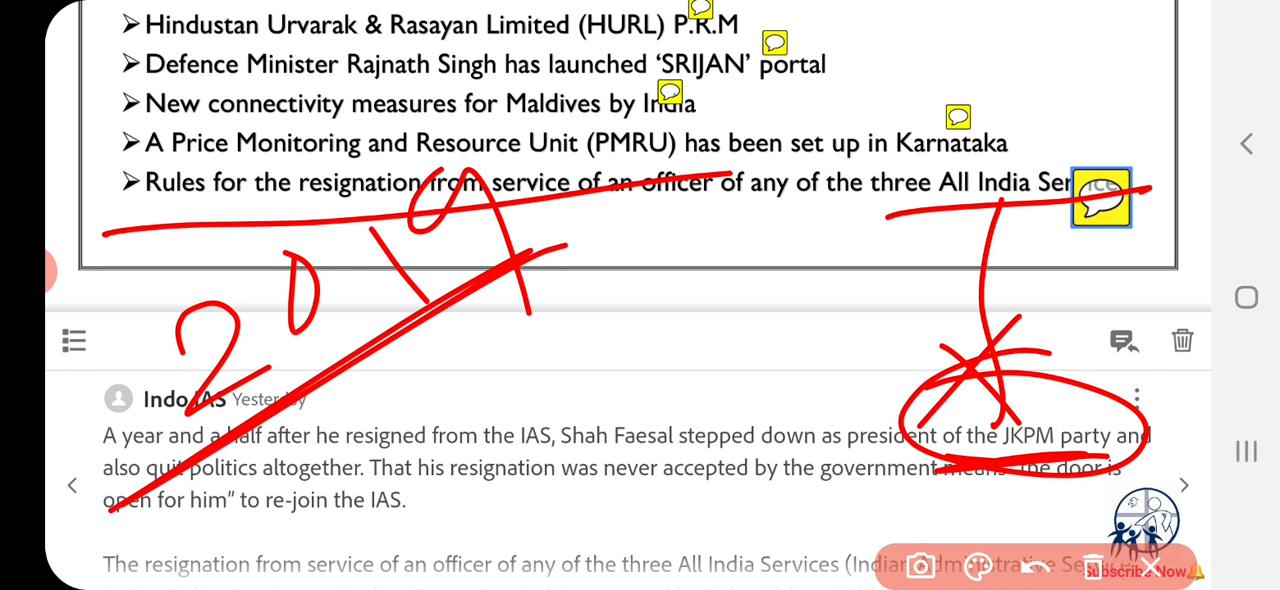 ➤Hindustan Urvarak & Rasayan Limited (HURL) P.R.M
➤Defence Minister Rajnath Singh has launched ‘SRIJAN’ portal
➤New connectivity measures for Maldives by India
➤A Price Monitoring and Resource Unit (PMRU) has been set up in Karnataka
➤Rules for the resignation from service of an officer of any of the three All India Service
2019
Indo IAS Yesterday
A year and a half after he resigned from the IAS, Shah Faesal stepped down as president of the JKPM party and
also quit politics altogether. That his resignation was never accepted by the government means “the door is
open for him” to re-join the IAS.
The resignation from service of an officer of any of the three All India Services (Indian Administrative Service,
Subscribe Now